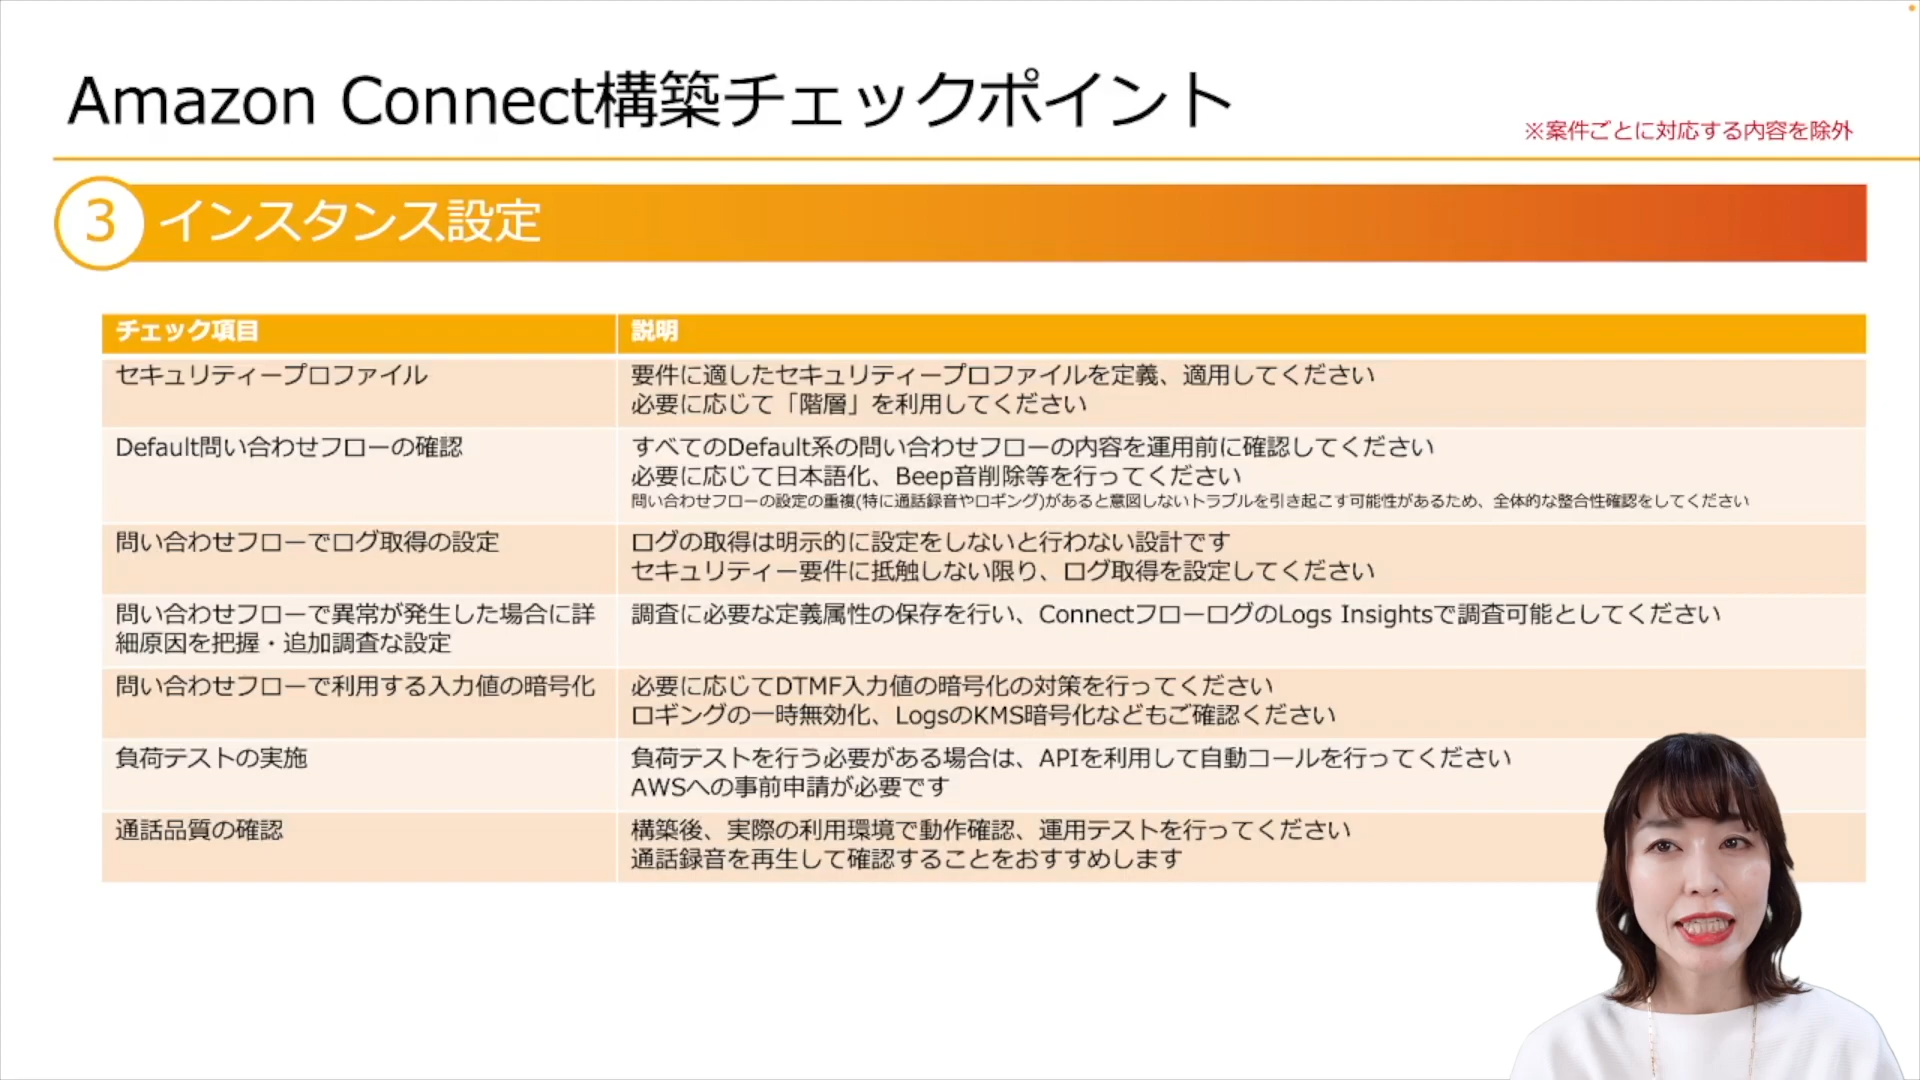 Amazon Connect構築チェックポイント
※案件ごとに対応する内容を除外
3 インスタンス設定
チェック項目
説明
セキュリティープロファイル
要件に適したセキュリティープロファイルを定義、適用してください
必要に応じて「階層」を利用してください
Default問い合わせフローの確認
すべてのDefault系の問い合わせフローの内容を運用前に確認してください
必要に応じて日本語化、Beep音削除等を行ってください
問い合わせフローの設定の重複(特に通話録音やロギング)があると意図しないトラブルを引き起こす可能性があるため、全体的な整合性確認をしてください
問い合わせフローでログ取得の設定
ログの取得は明示的に設定をしないと行わない設計です
セキュリティー要件に抵触しない限り、ログ取得を設定してください
問い合わせフローで異常が発生した場合に詳
細原因を把握・追加調査な設定
調査に必要な定義属性の保存を行い、ConnectフローログのLogs Insightsで調査可能としてください
問い合わせフローで利用する入力値の暗号化
必要に応じてDTMF入力値の暗号化の対策を行ってください
ロギングの一時無効化、LogsのKMS暗号化などもご確認ください
負荷テストの実施
負荷テストを行う必要がある場合は、APIを利用して自動コールを行ってください
AWSへの事前申請が必要です
通話品質の確認
構築後、実際の利用環境で動作確認、運用テストを行ってください
通話録音を再生して確認することをおすすめします